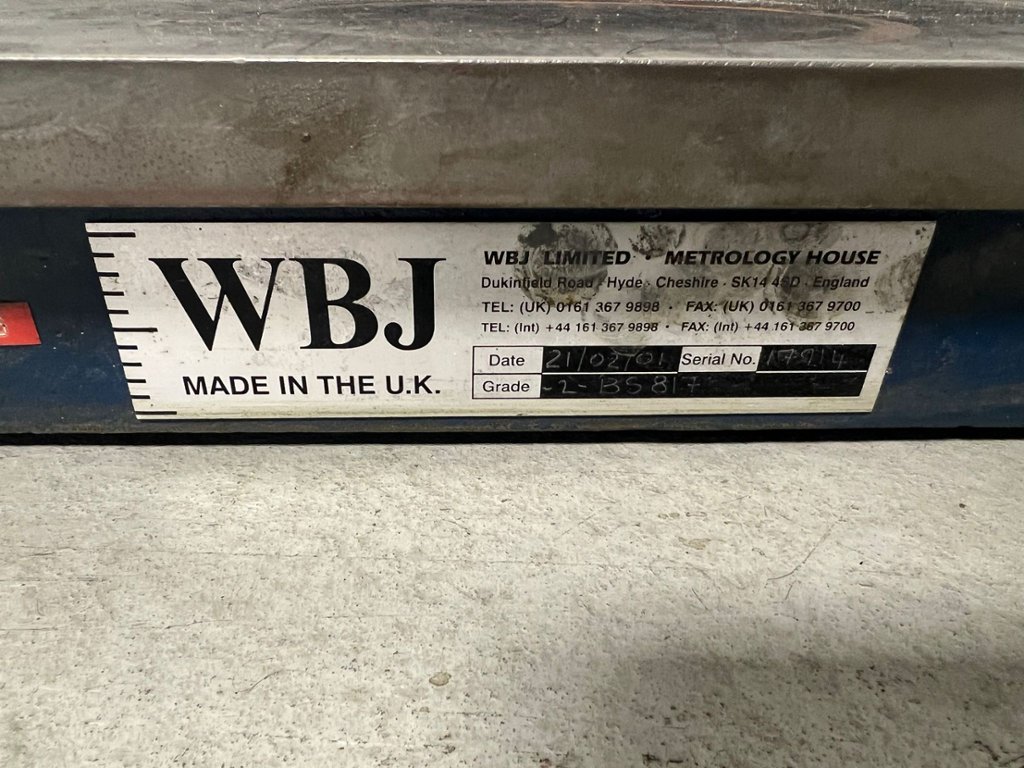 WBJ
MADE IN THE U.K.
WBJ LIMITED · METROLOGY HOUSE
Dukinfield Road · Hyde · Cheshire · SK14 4SD · England
TEL: (UK) 0161 367 9898 · FAX: (UK) 0161 367 9700
TEL: (Int) +44 161 367 9898 · FAX: (Int) +44 161 367 9700
Date 21/02/01 Serial No.
Grade -2- BS817